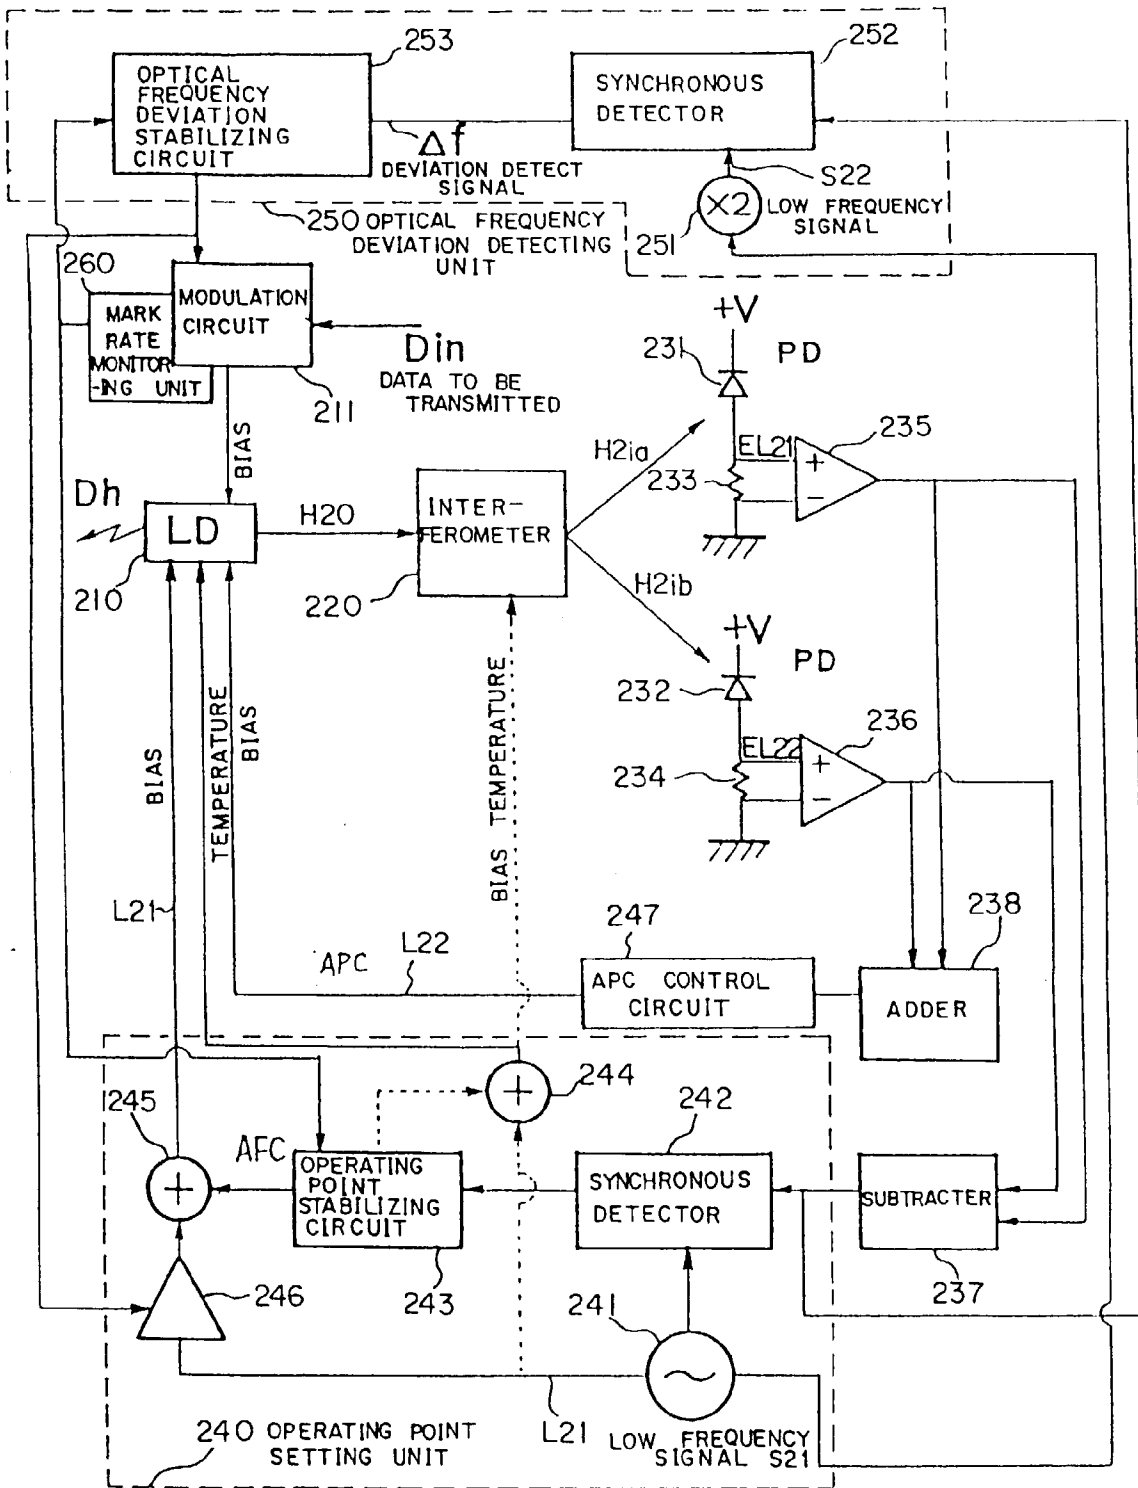 253
252
OPTICAL
FREQUENCY
DEVIATION
STABILIZING
CIRCUIT
SYNCHRONOUS
DETECTOR
Δf
DEVIATION DETECT
SIGNAL
S22
×2
LOW FREQUENCY
SIGNAL
251
250 OPTICAL FREQUENCY
DEVIATION DETECTING
UNIT
260
MARK
RATE
MONITOR-
-ING UNIT
MODULATION
CIRCUIT
211
Din
DATA TO BE
TRANSMITTED
+V
231
PD
BIAS
H2ia
EL21
235
233
+
−
Dh
LD
210
H20
INTER-
FEROMETER
220
H2ib
+V
PD
232
EL22
236
234
+
−
BIAS
TEMPERATURE
BIAS
BIAS TEMPERATURE
L21
APC
L22
247
APC CONTROL
CIRCUIT
238
ADDER
245
+
AFC
244
+
242
OPERATING
POINT
STABILIZING
CIRCUIT
243
SYNCHRONOUS
DETECTOR
SUBTRACTER
237
246
241
L21
LOW FREQUENCY
SIGNAL S21
240 OPERATING POINT
SETTING UNIT